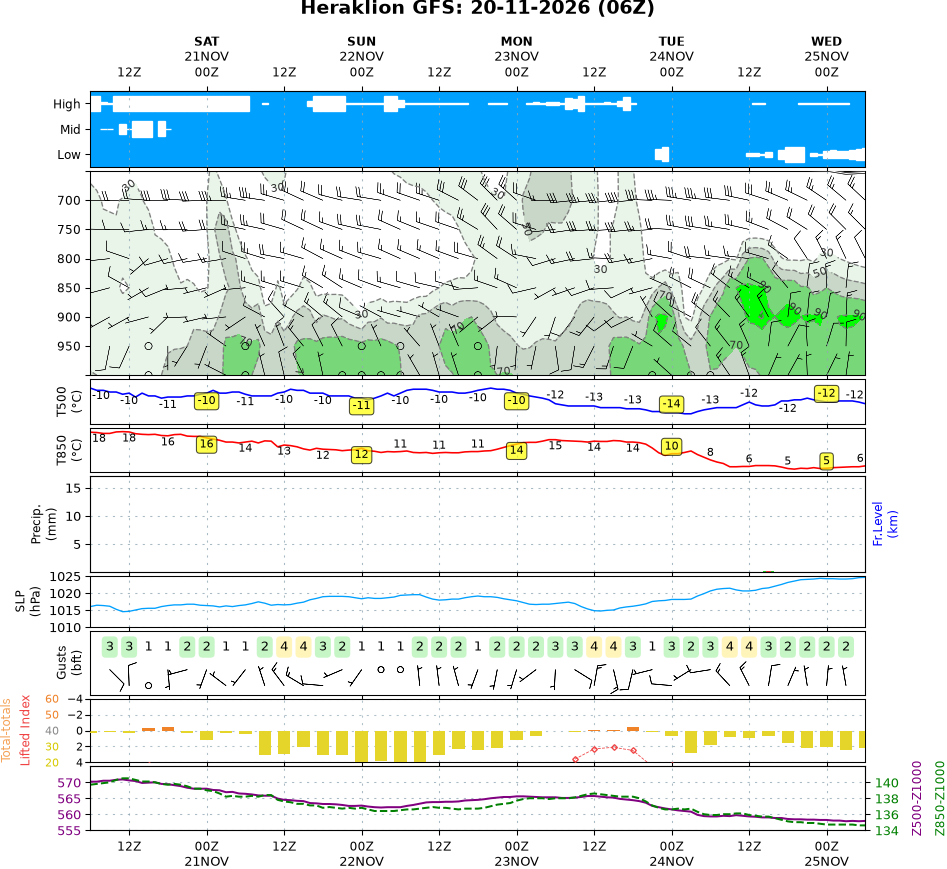 Heraklion GFS: 20-11-2026 (06Z)
SAT SUN MON TUE WED
21NOV 22NOV 23NOV 24NOV 25NOV
12Z 00Z 12Z 00Z 12Z 00Z 12Z 00Z 12Z 00Z
High
Mid
Low
30 30 30
700
750 50
800 30 30
50
850 70 90
900 30 70 90 90 90
950 70 70
70
T500
(°C)
-10 -10 -11 -10 -11 -10 -10 -11 -10 -10 -10 -10 -12 -13 -13 -14 -13 -12 -12 -12 -12
T850
(°C)
18 18 16 16 14 13 12 12 11 11 11 14 15 14 14 10 8 6 5 5 6
Precip.
(mm)
15
10
5
Fr.Level
(km)
SLP
(hPa)
1025
1020
1015
1010
Gusts
(bft)
3 3 1 1 2 2 1 1 2 4 4 3 2 1 1 1 2 2 2 1 2 2 2 3 3 4 4 3 1 3 2 3 4 4 3 2 2 2 2
Total-totals
Lifted Index
60 −4
50 −2
40 0
30 2
20 4
570 140
565 138
560 136
555 134
Z500-Z1000
Z850-Z1000
12Z 00Z 12Z 00Z 12Z 00Z 12Z 00Z 12Z 00Z
21NOV 22NOV 23NOV 24NOV 25NOV